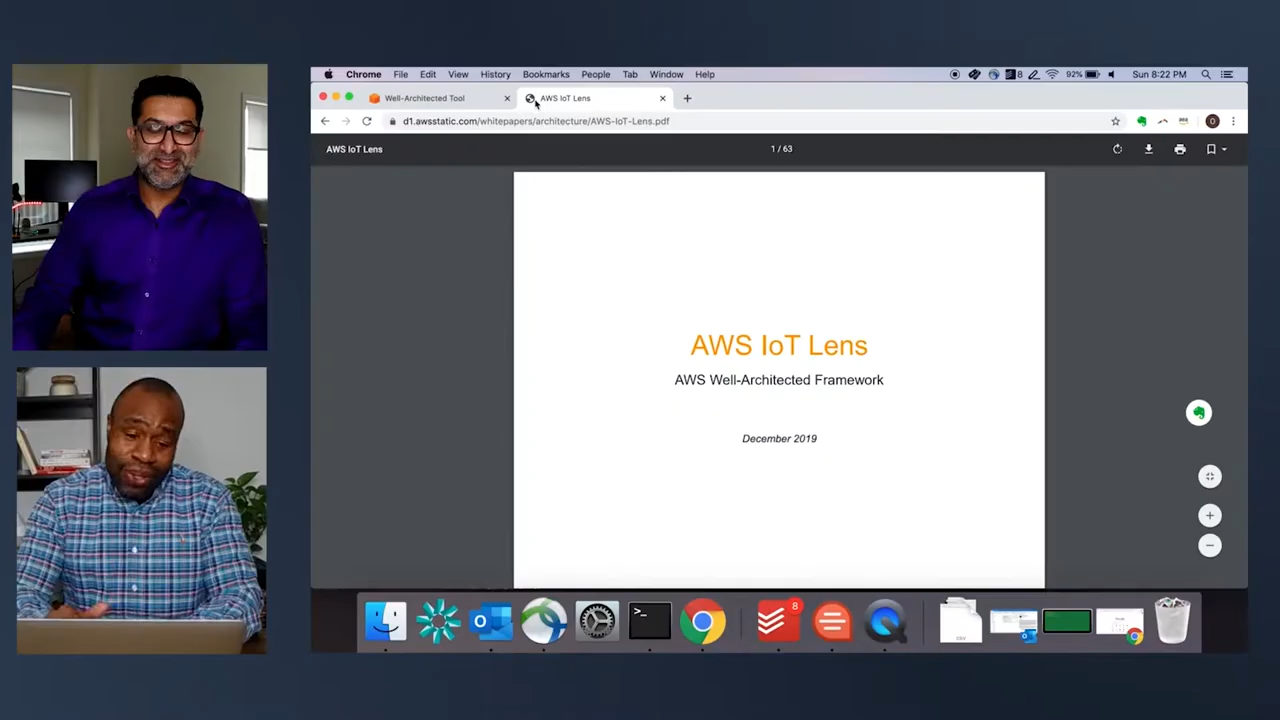 Chrome File Edit View History Bookmarks People Tab Window Help 8 92% Sun 8:22 PM
Well-Architected Tool AWS IoT Lens
d1.awsstatic.com/whitepapers/architecture/AWS-IoT-Lens.pdf O
AWS IoT Lens 1 / 63
AWS IoT Lens
AWS Well-Architected Framework
December 2019
8
CSV